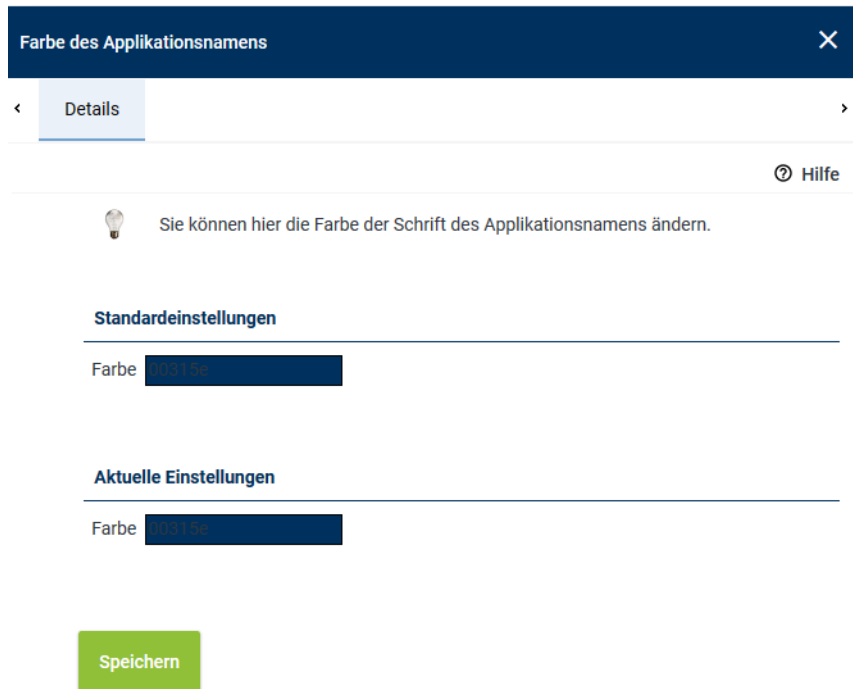 Farbe des Applikationsnamens
Details
Hilfe
Sie können hier die Farbe der Schrift des Applikationsnamens ändern.
Standardeinstellungen
Farbe 00315e
Aktuelle Einstellungen
Farbe 00315e
Speichern